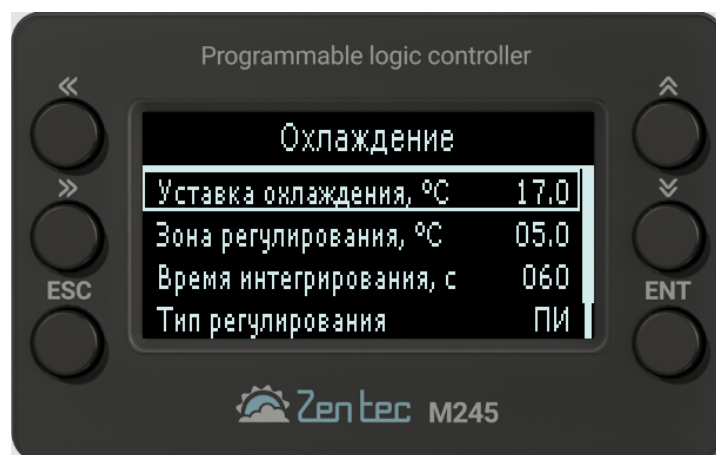 Programmable logic controller
Охлаждение
Уставка охлаждения, °C 17.0
Зона регулирования, °C 05.0
Время интегрирования, с 060
Тип регулирования ПИ
ESC
ENT
Zentec M245